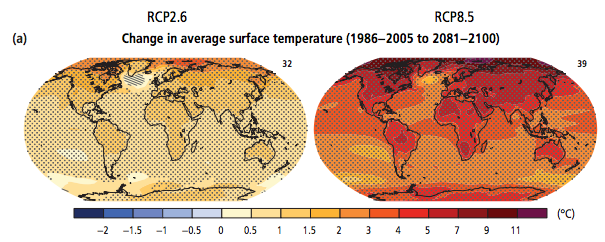 RCP2.6 RCP8.5
(a) Change in average surface temperature (1986–2005 to 2081–2100)
32 39
−2 −1.5 −1 −0.5 0 0.5 1 1.5 2 3 4 5 7 9 11 (°C)